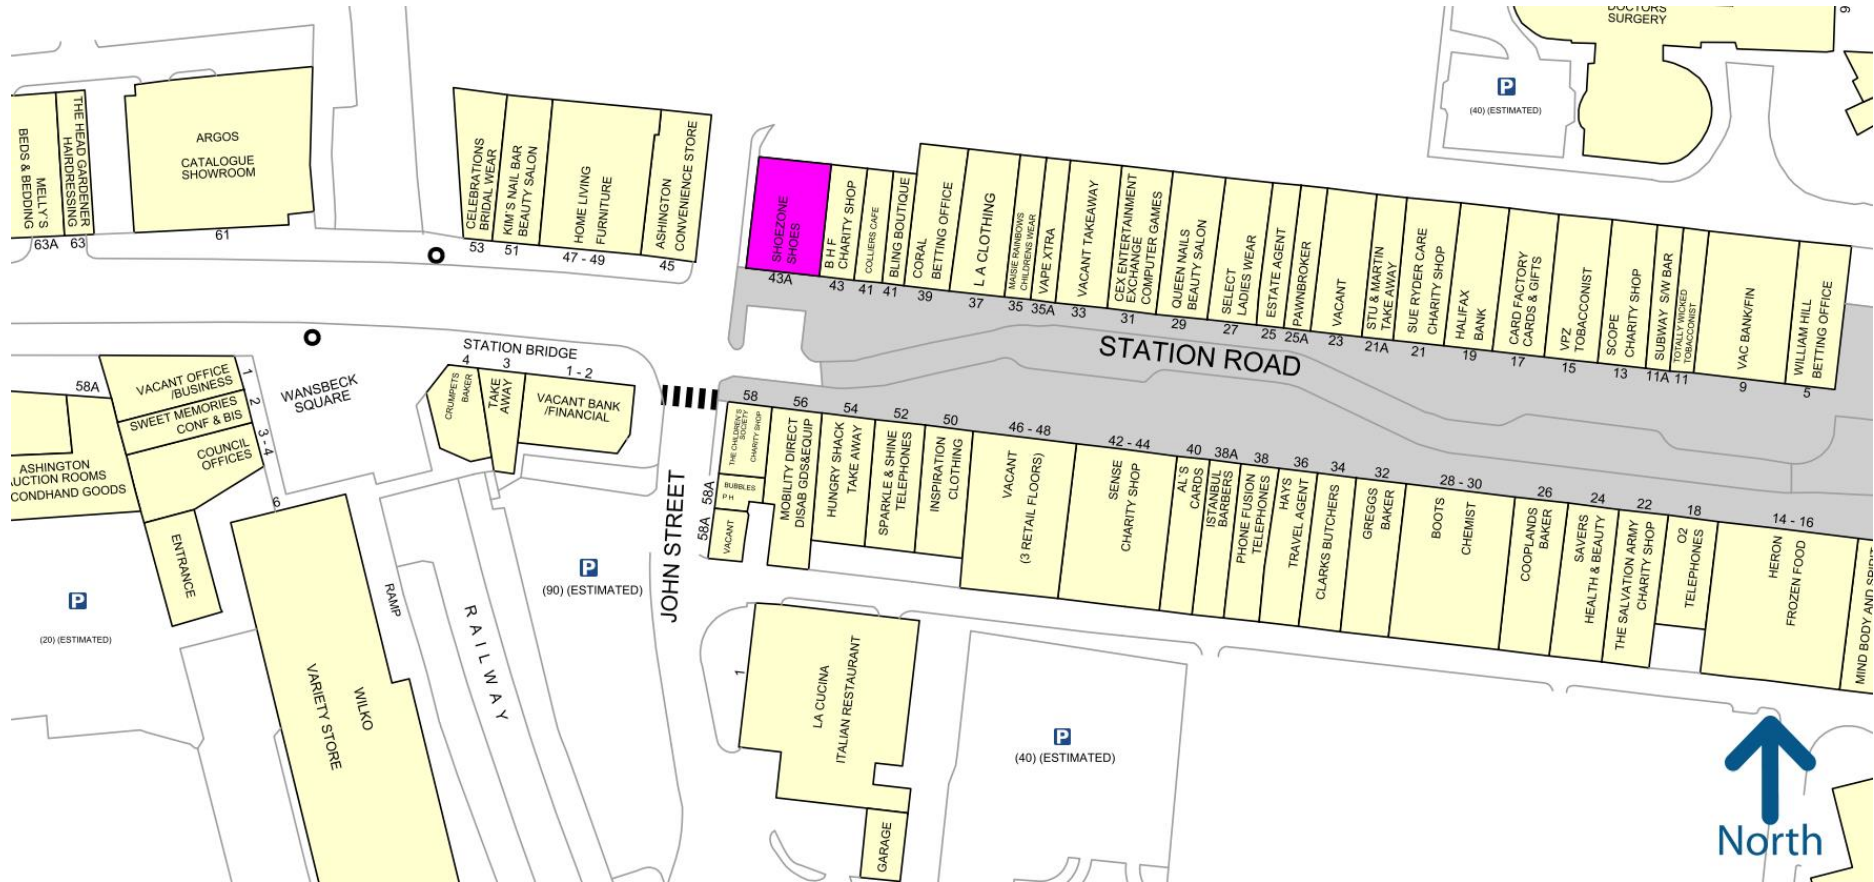 DOCTORS
SURGERY
P
(40) (ESTIMATED)
BEDS & BEDDING
MELLY'S
63A
THE HEAD GARDENER
HAIRDRESSING
63
ARGOS
CATALOGUE
SHOWROOM
61
CELEBRATIONS
BRIDAL WEAR
53
KIM'S NAIL BAR
BEAUTY SALON
51
HOME LIVING
FURNITURE
47 - 49
ASHINGTON
CONVENIENCE STORE
45
SHOEZONE
SHOES
43A
B H F
CHARITY SHOP
43
COLLIERS CAFE
41
BLING BOUTIQUE
41
CORAL
BETTING OFFICE
39
L A CLOTHING
37
MAISIE RAINBOWS
CHILDRENS WEAR
35
VAPE XTRA
35A
VACANT TAKEAWAY
33
CEX ENTERTAINMENT
EXCHANGE
COMPUTER GAMES
31
QUEEN NAILS
BEAUTY SALON
29
SELECT
LADIES WEAR
27
ESTATE AGENT
25
PAWNBROKER
25A
VACANT
23
STU & MARTIN
TAKE AWAY
21A
SUE RYDER CARE
CHARITY SHOP
21
HALIFAX
BANK
19
CARD FACTORY
CARDS & GIFTS
17
VPZ
TOBACCONIST
15
SCOPE
CHARITY SHOP
13
SUBWAY S/W BAR
11A
TOTALLY WICKED
TOBACCONIST
11
VAC BANK/FIN
9
WILLIAM HILL
BETTING OFFICE
5
STATION ROAD
STATION BRIDGE
4
3
1 - 2
CRUMPETS
BAKER
TAKE
AWAY
VACANT BANK
/FINANCIAL
WANSBECK
SQUARE
58A
VACANT OFFICE
/BUSINESS
1
SWEET MEMORIES
CONF & BIS
2
COUNCIL
OFFICES
3 - 4
ASHINGTON
AUCTION ROOMS
CONDHAND GOODS
6
ENTRANCE
P
(20) (ESTIMATED)
WILKO
VARIETY STORE
RAMP
RAILWAY
P
(90) (ESTIMATED)
JOHN STREET
58
THE CHILDREN'S
SOCIETY
CHARITY SHOP
58A
BUBBLES
P H
58A
VACANT
56
MOBILITY DIRECT
DISAB GDS&EQUIP
54
HUNGRY SHACK
TAKE AWAY
52
SPARKLE & SHINE
TELEPHONES
50
INSPIRATION
CLOTHING
46 - 48
VACANT
(3 RETAIL FLOORS)
42 - 44
SENSE
CHARITY SHOP
40
AL'S
CARDS
38A
ISTANBUL
BARBERS
38
PHONE FUSION
TELEPHONES
36
HAYS
TRAVEL AGENT
34
CLARKS BUTCHERS
32
GREGGS
BAKER
28 - 30
BOOTS
CHEMIST
26
COOPLANDS
BAKER
24
SAVERS
HEALTH & BEAUTY
22
THE SALVATION ARMY
CHARITY SHOP
18
O2
TELEPHONES
14 - 16
HERON
FROZEN FOOD
MIND BODY AND SPIRIT
1
LA CUCINA
ITALIAN RESTAURANT
GARAGE
P
(40) (ESTIMATED)
North